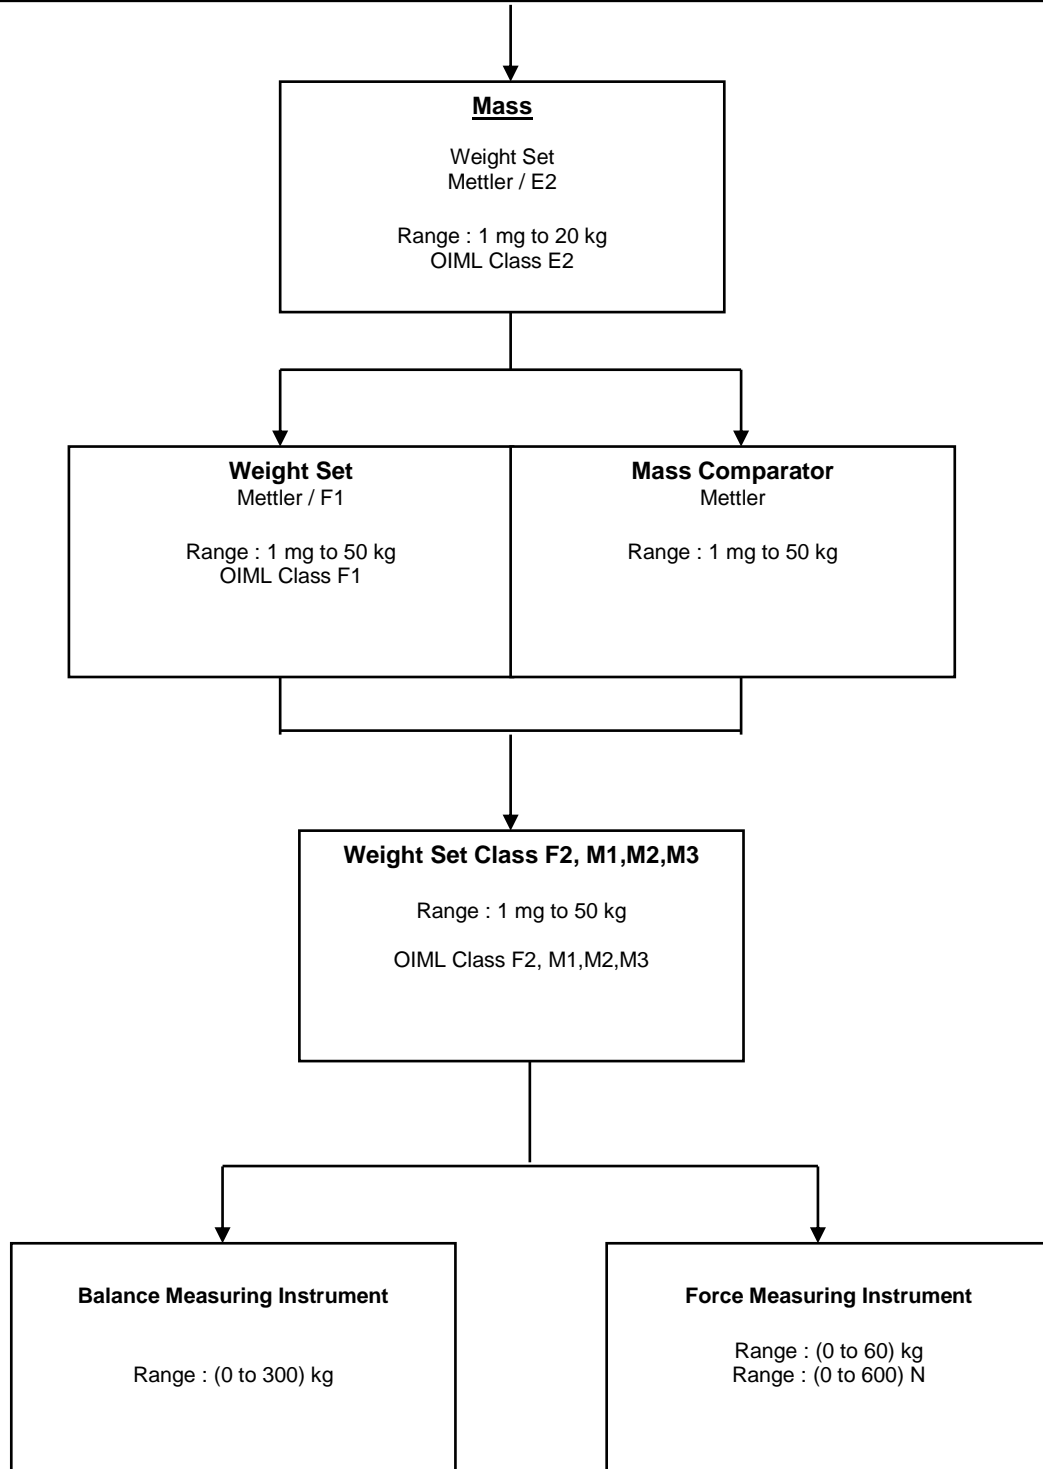 Mass
Weight Set
Mettler / E2
Range : 1 mg to 20 kg
OIML Class E2
Weight Set
Mettler / F1
Range : 1 mg to 50 kg
OIML Class F1
Mass Comparator
Mettler
Range : 1 mg to 50 kg
Weight Set Class F2, M1,M2,M3
Range : 1 mg to 50 kg
OIML Class F2, M1,M2,M3
Balance Measuring Instrument
Range : (0 to 300) kg
Force Measuring Instrument
Range : (0 to 60) kg
Range : (0 to 600) N